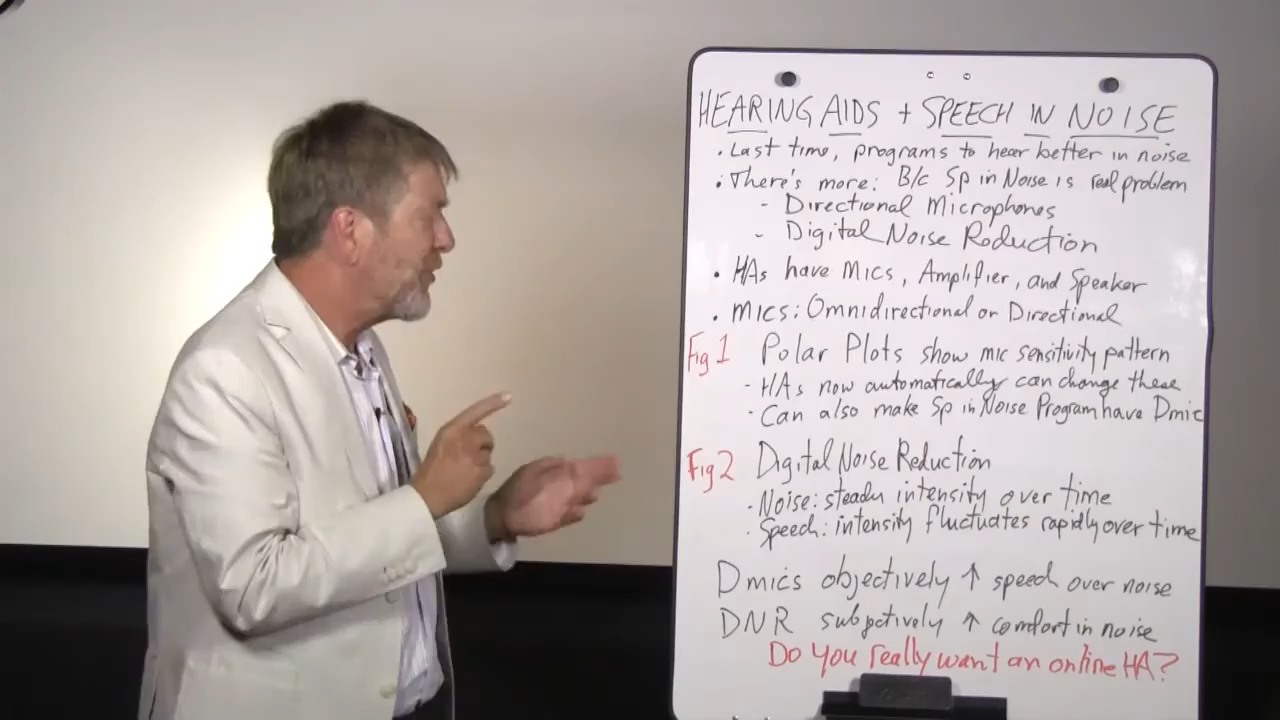 HEARING AIDS + SPEECH IN NOISE
• Last time, programs to hear better in noise
• There's more: B/c Sp in Noise is real problem
- Directional Microphones
- Digital Noise Reduction
• HAs have Mics, Amplifier, and Speaker
• Mics: Omnidirectional or Directional
Fig 1 Polar Plots show mic sensitivity pattern
- HAs now automatically can change these
- Can also make Sp in Noise Program have Dmic
Fig 2 Digital Noise Reduction
• Noise: steady intensity over time
• Speech: intensity fluctuates rapidly over time
Dmics objectively ↑ speech over noise
DNR subjectively ↑ comfort in noise
Do you really want an online HA?